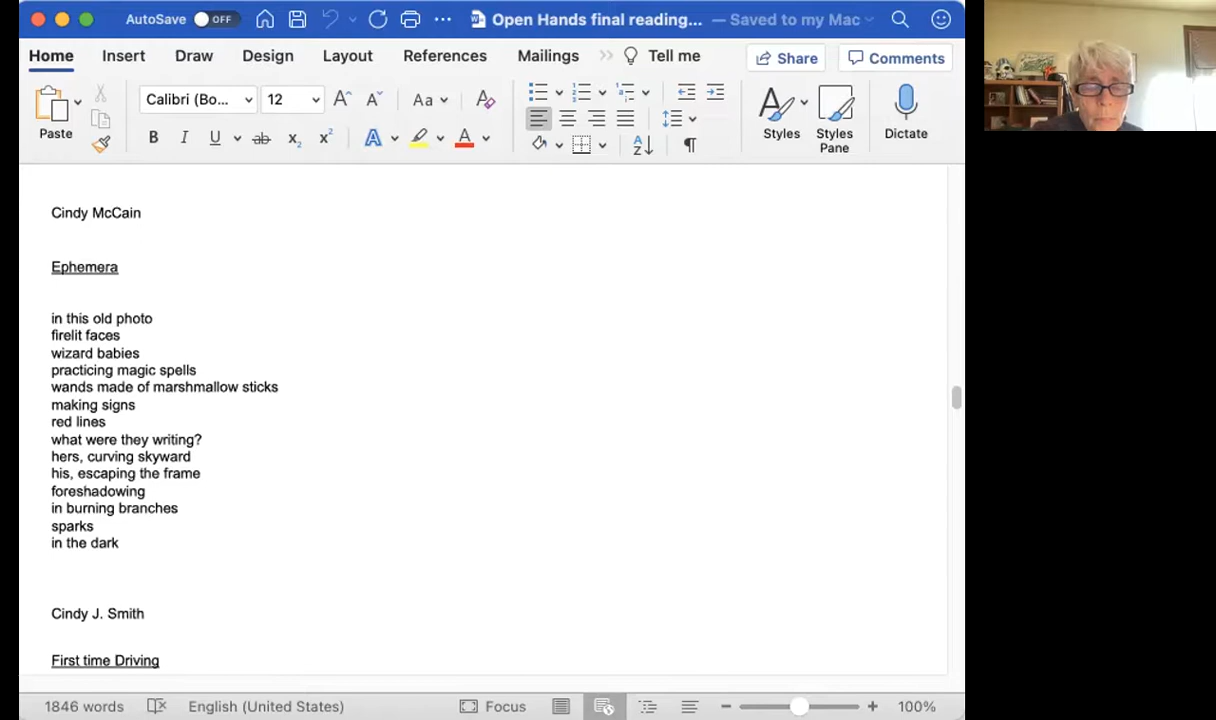 AutoSave OFF Open Hands final reading... — Saved to my Mac
Home Insert Draw Design Layout References Mailings Tell me Share Comments
Paste Calibri (Bo... 12 Aa Styles Styles Pane Dictate
B I U ab x2 x2 A A
Cindy McCain
Ephemera
in this old photo
firelit faces
wizard babies
practicing magic spells
wands made of marshmallow sticks
making signs
red lines
what were they writing?
hers, curving skyward
his, escaping the frame
foreshadowing
in burning branches
sparks
in the dark
Cindy J. Smith
First time Driving
1846 words English (United States) Focus 100%